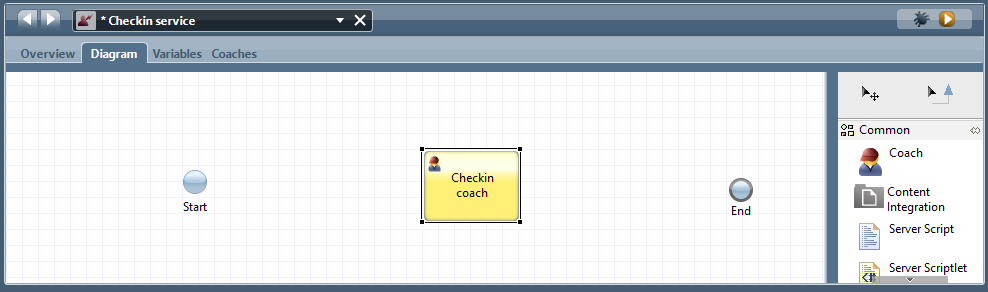 * Checkin service
Overview Diagram Variables Coaches
Common
Coach
Checkin
coach
Content
Integration
Start
End
Server Script
Server Scriptlet